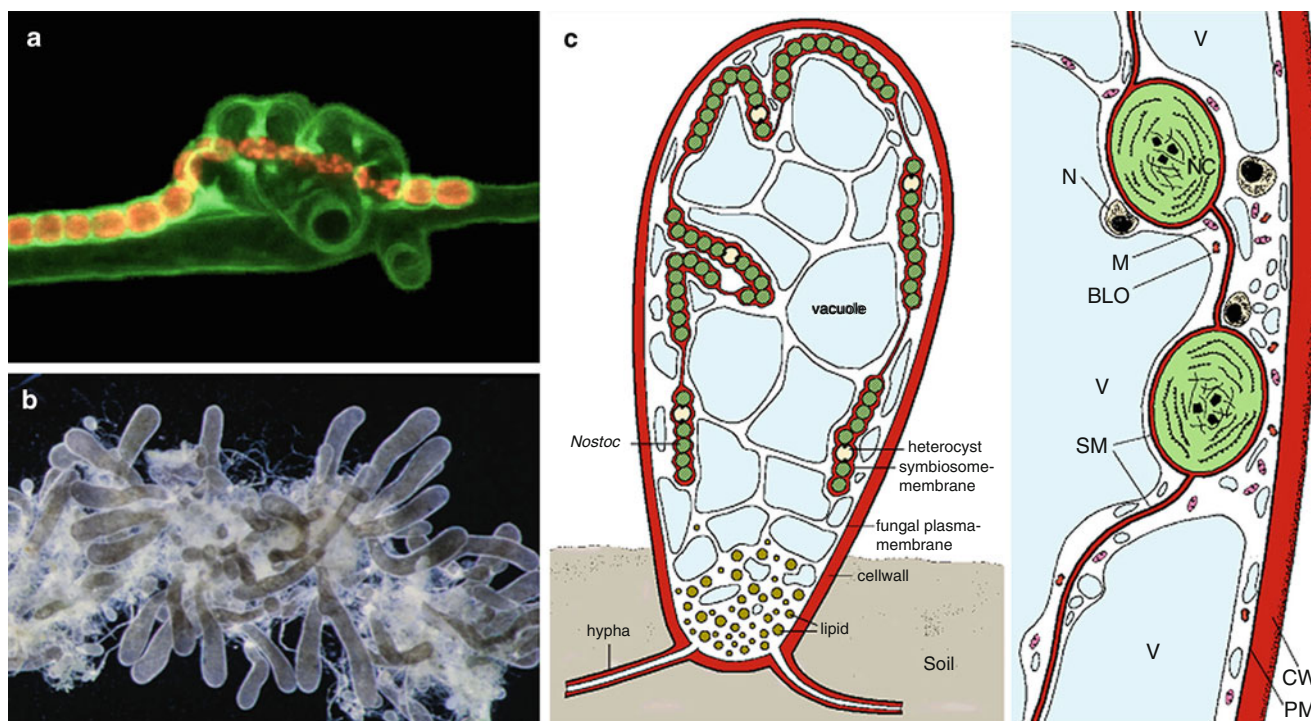 a
b
c
vacuole
Nostoc
heterocyst
symbiosome-
membrane
fungal plasma-
membrane
cellwall
lipid
hypha
Soil
V
NC
N
M
BLO
V
SM
V
CW
PM